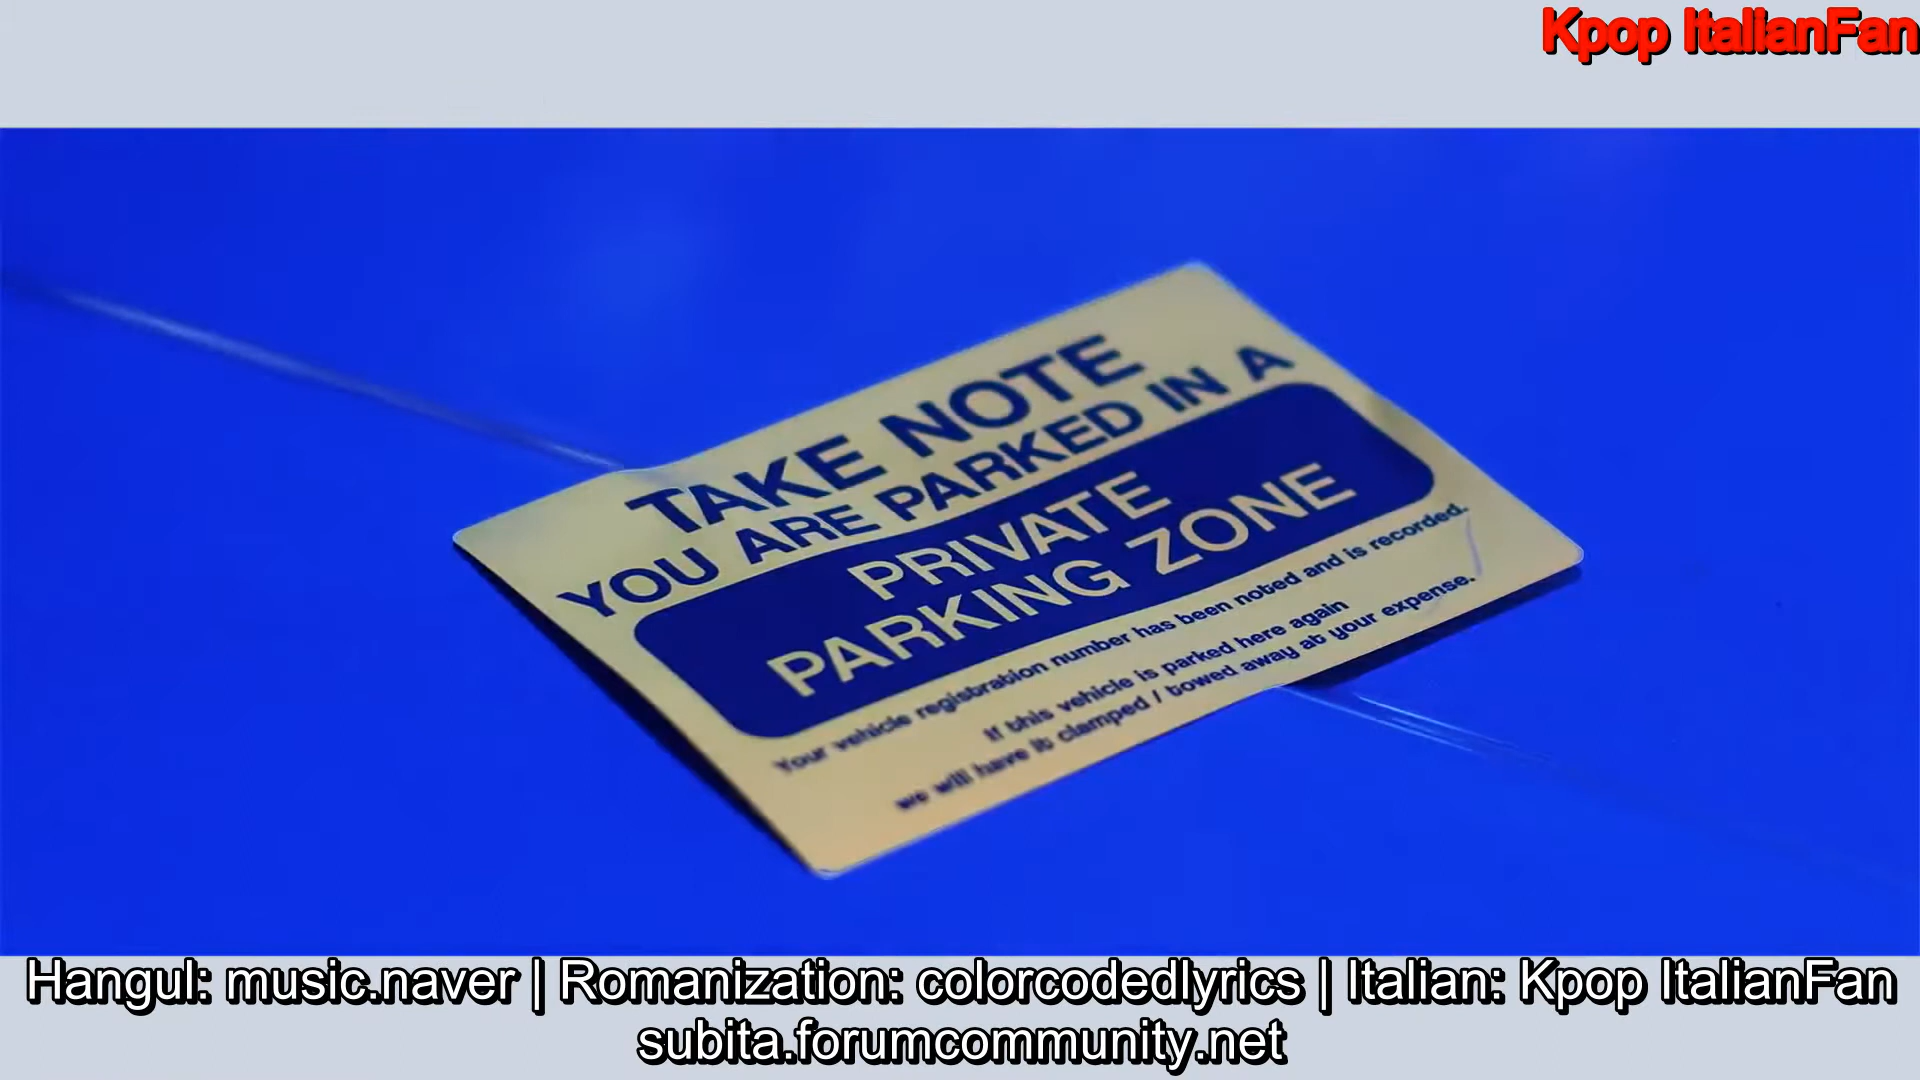 Kpop ItalianFan
TAKE NOTE
YOU ARE PARKED IN A
PRIVATE
PARKING ZONE
Your vehicle registration number has been noted and is recorded.
If this vehicle is parked here again
we will have it clamped / towed away at your expense.
Hangul: music.naver | Romanization: colorcodedlyrics | Italian: Kpop ItalianFan
subita.forumcommunity.net